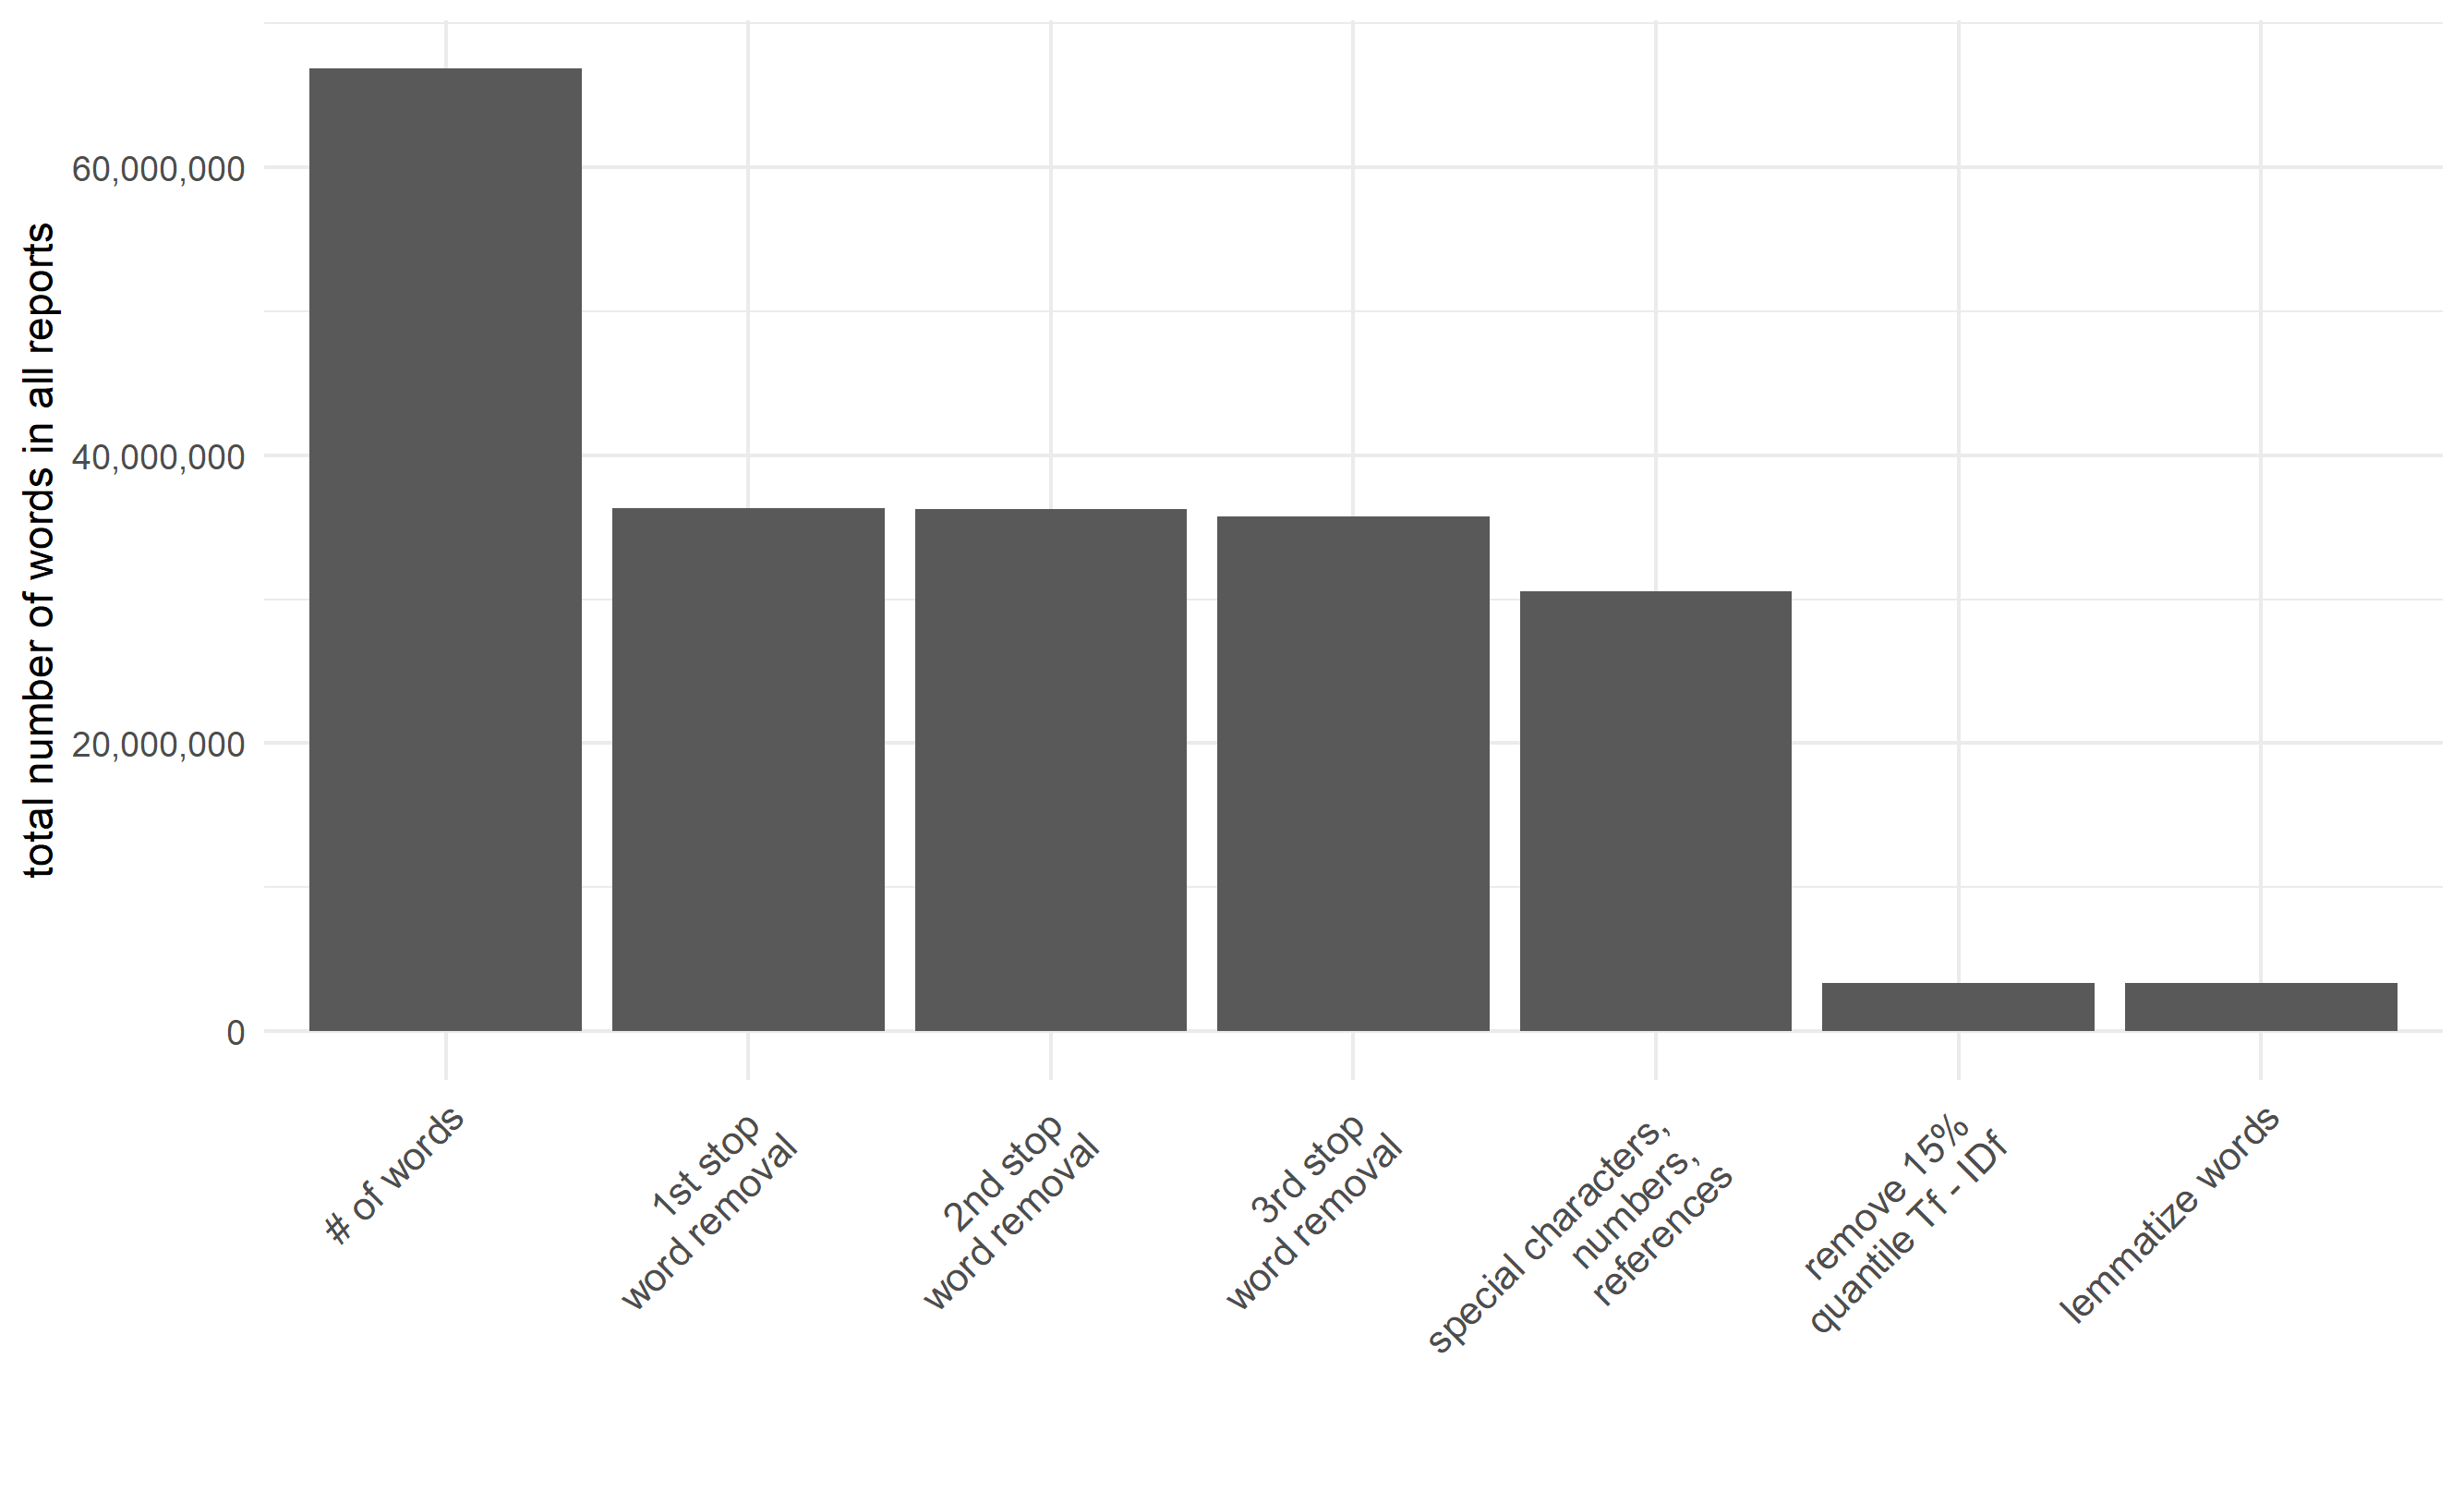 total number of words in all reports
60,000,000
40,000,000
20,000,000
0
# of words
1st stop
word removal
2nd stop
word removal
3rd stop
word removal
special characters,
numbers,
references
remove 15%
quantile Tf - IDf
lemmatize words